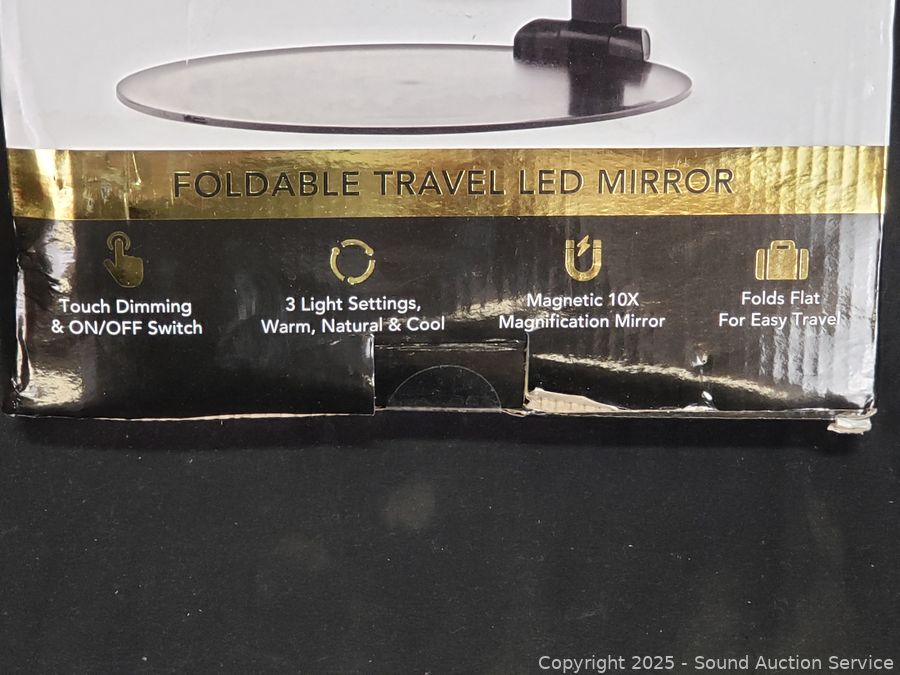 FOLDABLE TRAVEL LED MIRROR
Touch Dimming
& ON/OFF Switch
3 Light Settings,
Warm, Natural & Cool
Magnetic 10X
Magnification Mirror
Folds Flat
For Easy Travel
Copyright 2025 - Sound Auction Service